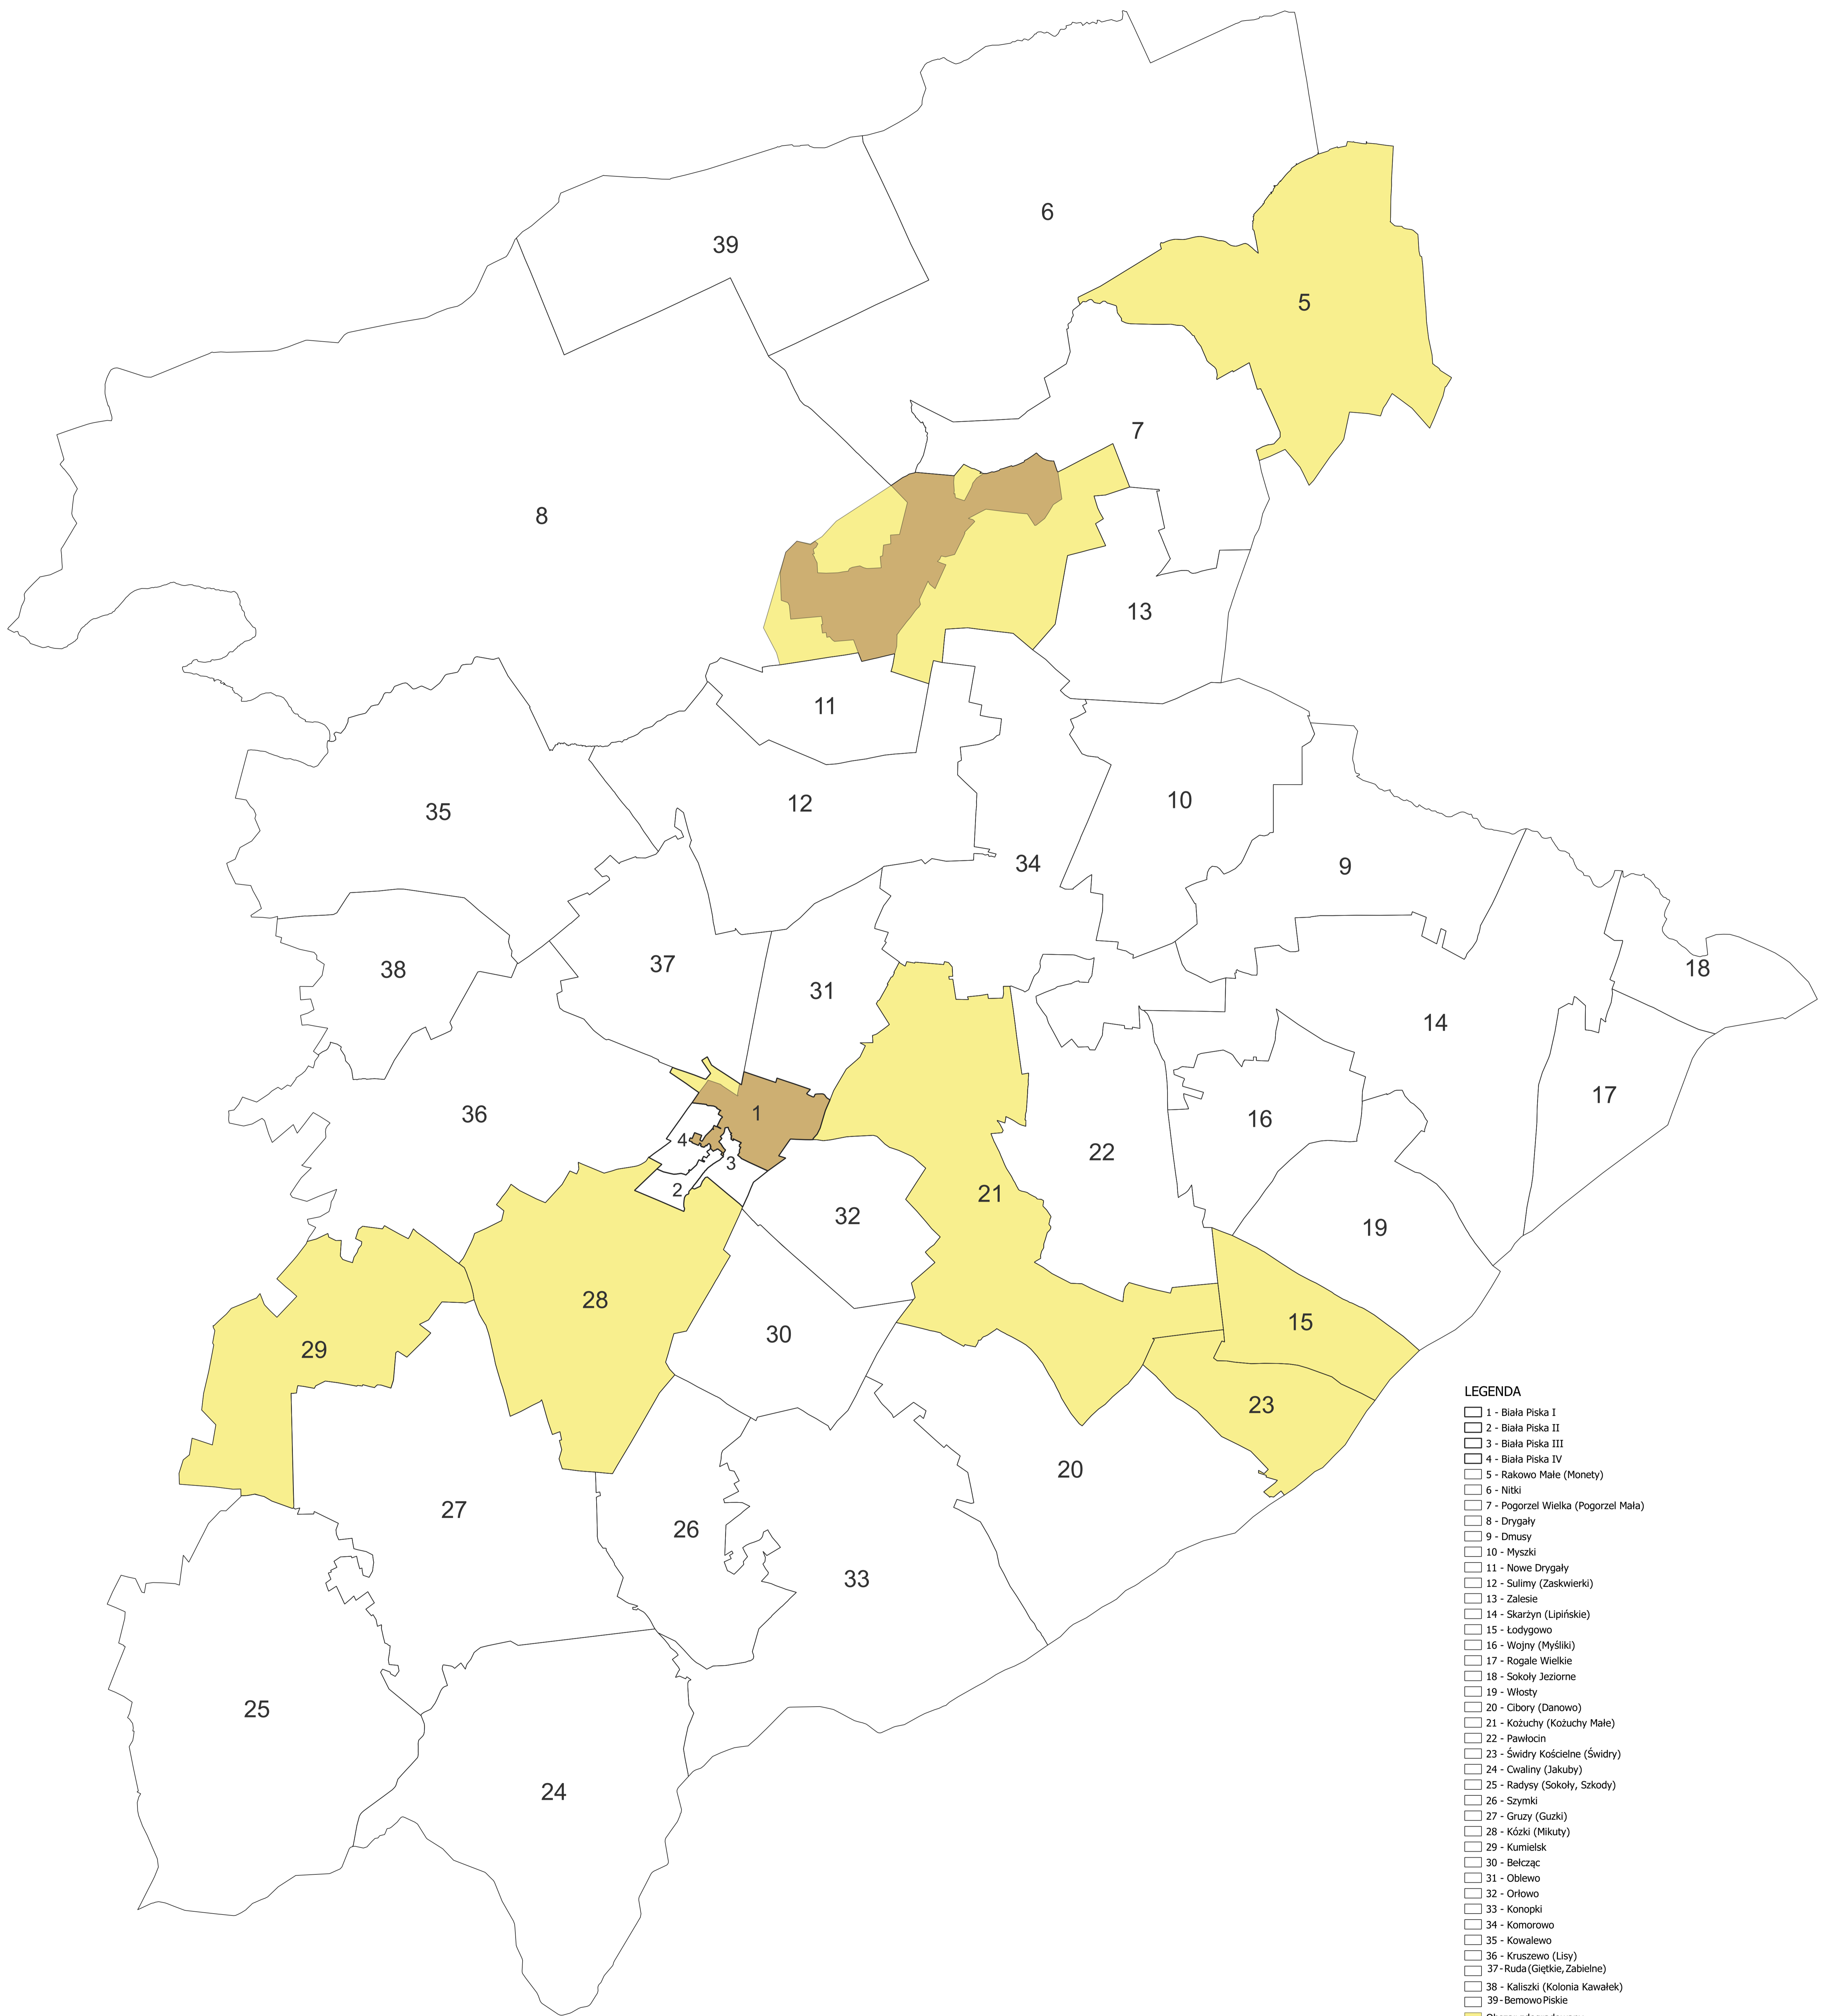 6
39
5
7
8
13
11
12
10
35
34
9
37
38
31
18
14
17
36
1
16
4
22
3
2
21
32
19
28
15
30
29
23
20
27
26
33
25
24
LEGENDA
1 - Biała Piska I
2 - Biała Piska II
3 - Biała Piska III
4 - Biała Piska IV
5 - Rakowo Małe (Monety)
6 - Nitki
7 - Pogorzel Wielka (Pogorzel Mała)
8 - Drygały
9 - Dmusy
10 - Myszki
11 - Nowe Drygały
12 - Sulimy (Zaskwierki)
13 - Zalesie
14 - Skarżyn (Lipińskie)
15 - Łodygowo
16 - Wojny (Myśliki)
17 - Rogale Wielkie
18 - Sokoły Jeziorne
19 - Włosty
20 - Cibory (Danowo)
21 - Kożuchy (Kożuchy Małe)
22 - Pawłocin
23 - Świdry Kościelne (Świdry)
24 - Cwaliny (Jakuby)
25 - Radysy (Sokoły, Szkody)
26 - Szymki
27 - Gruzy (Guzki)
28 - Kózki (Mikuty)
29 - Kumielsk
30 - Bełcząc
31 - Oblewo
32 - Orłowo
33 - Konopki
34 - Komorowo
35 - Kowalewo
36 - Kruszewo (Lisy)
37-Ruda(Giętkie,Zabielne)
38 - Kaliszki (Kolonia Kawałek)
39-BemowoPiskie